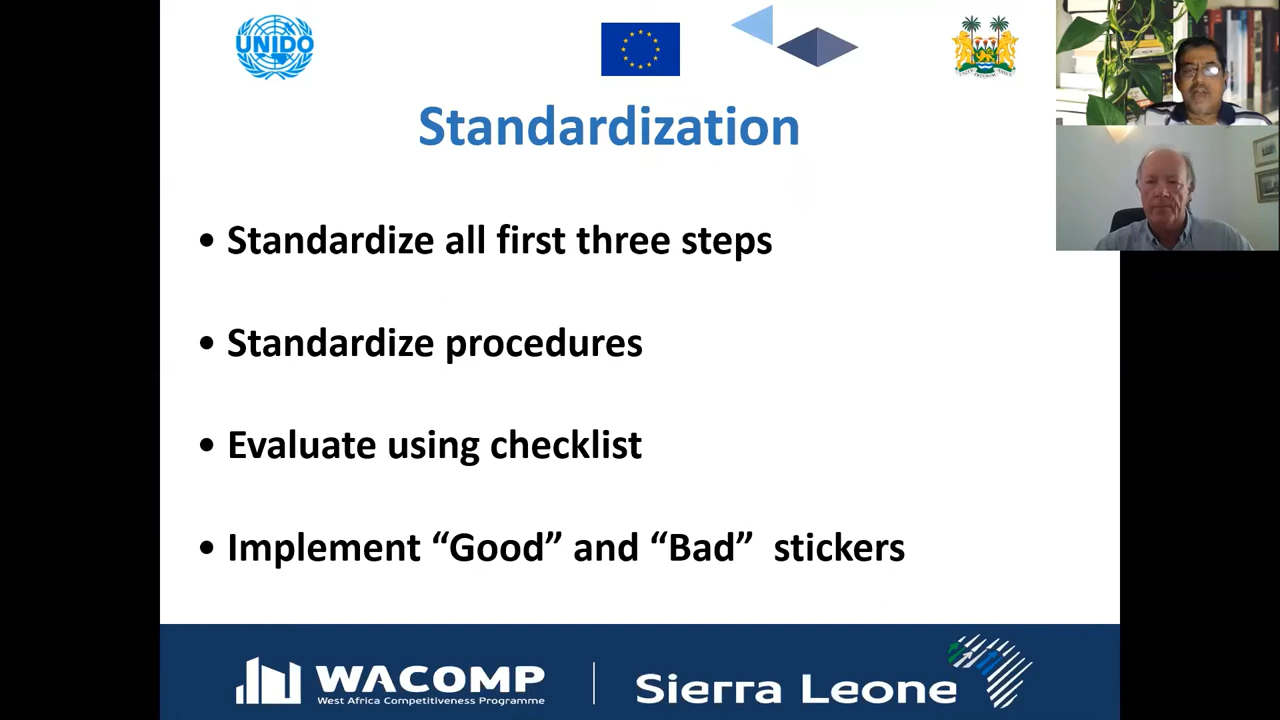 UNIDO
Standardization
• Standardize all first three steps
• Standardize procedures
• Evaluate using checklist
• Implement “Good” and “Bad” stickers
WACOMP
West Africa Competitiveness Programme
Sierra Leone